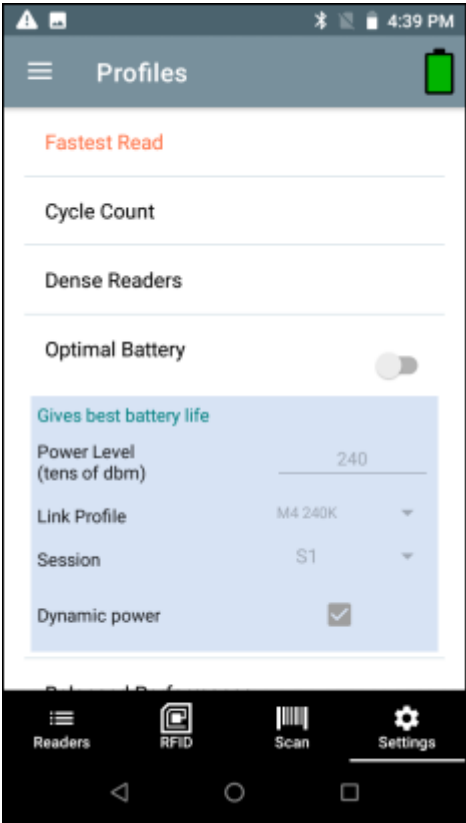 4:39 PM
Profiles
Fastest Read
Cycle Count
Dense Readers
Optimal Battery
Gives best battery life
Power Level
(tens of dbm)
240
Link Profile
M4 240K
Session
S1
Dynamic power
Readers
RFID
Scan
Settings